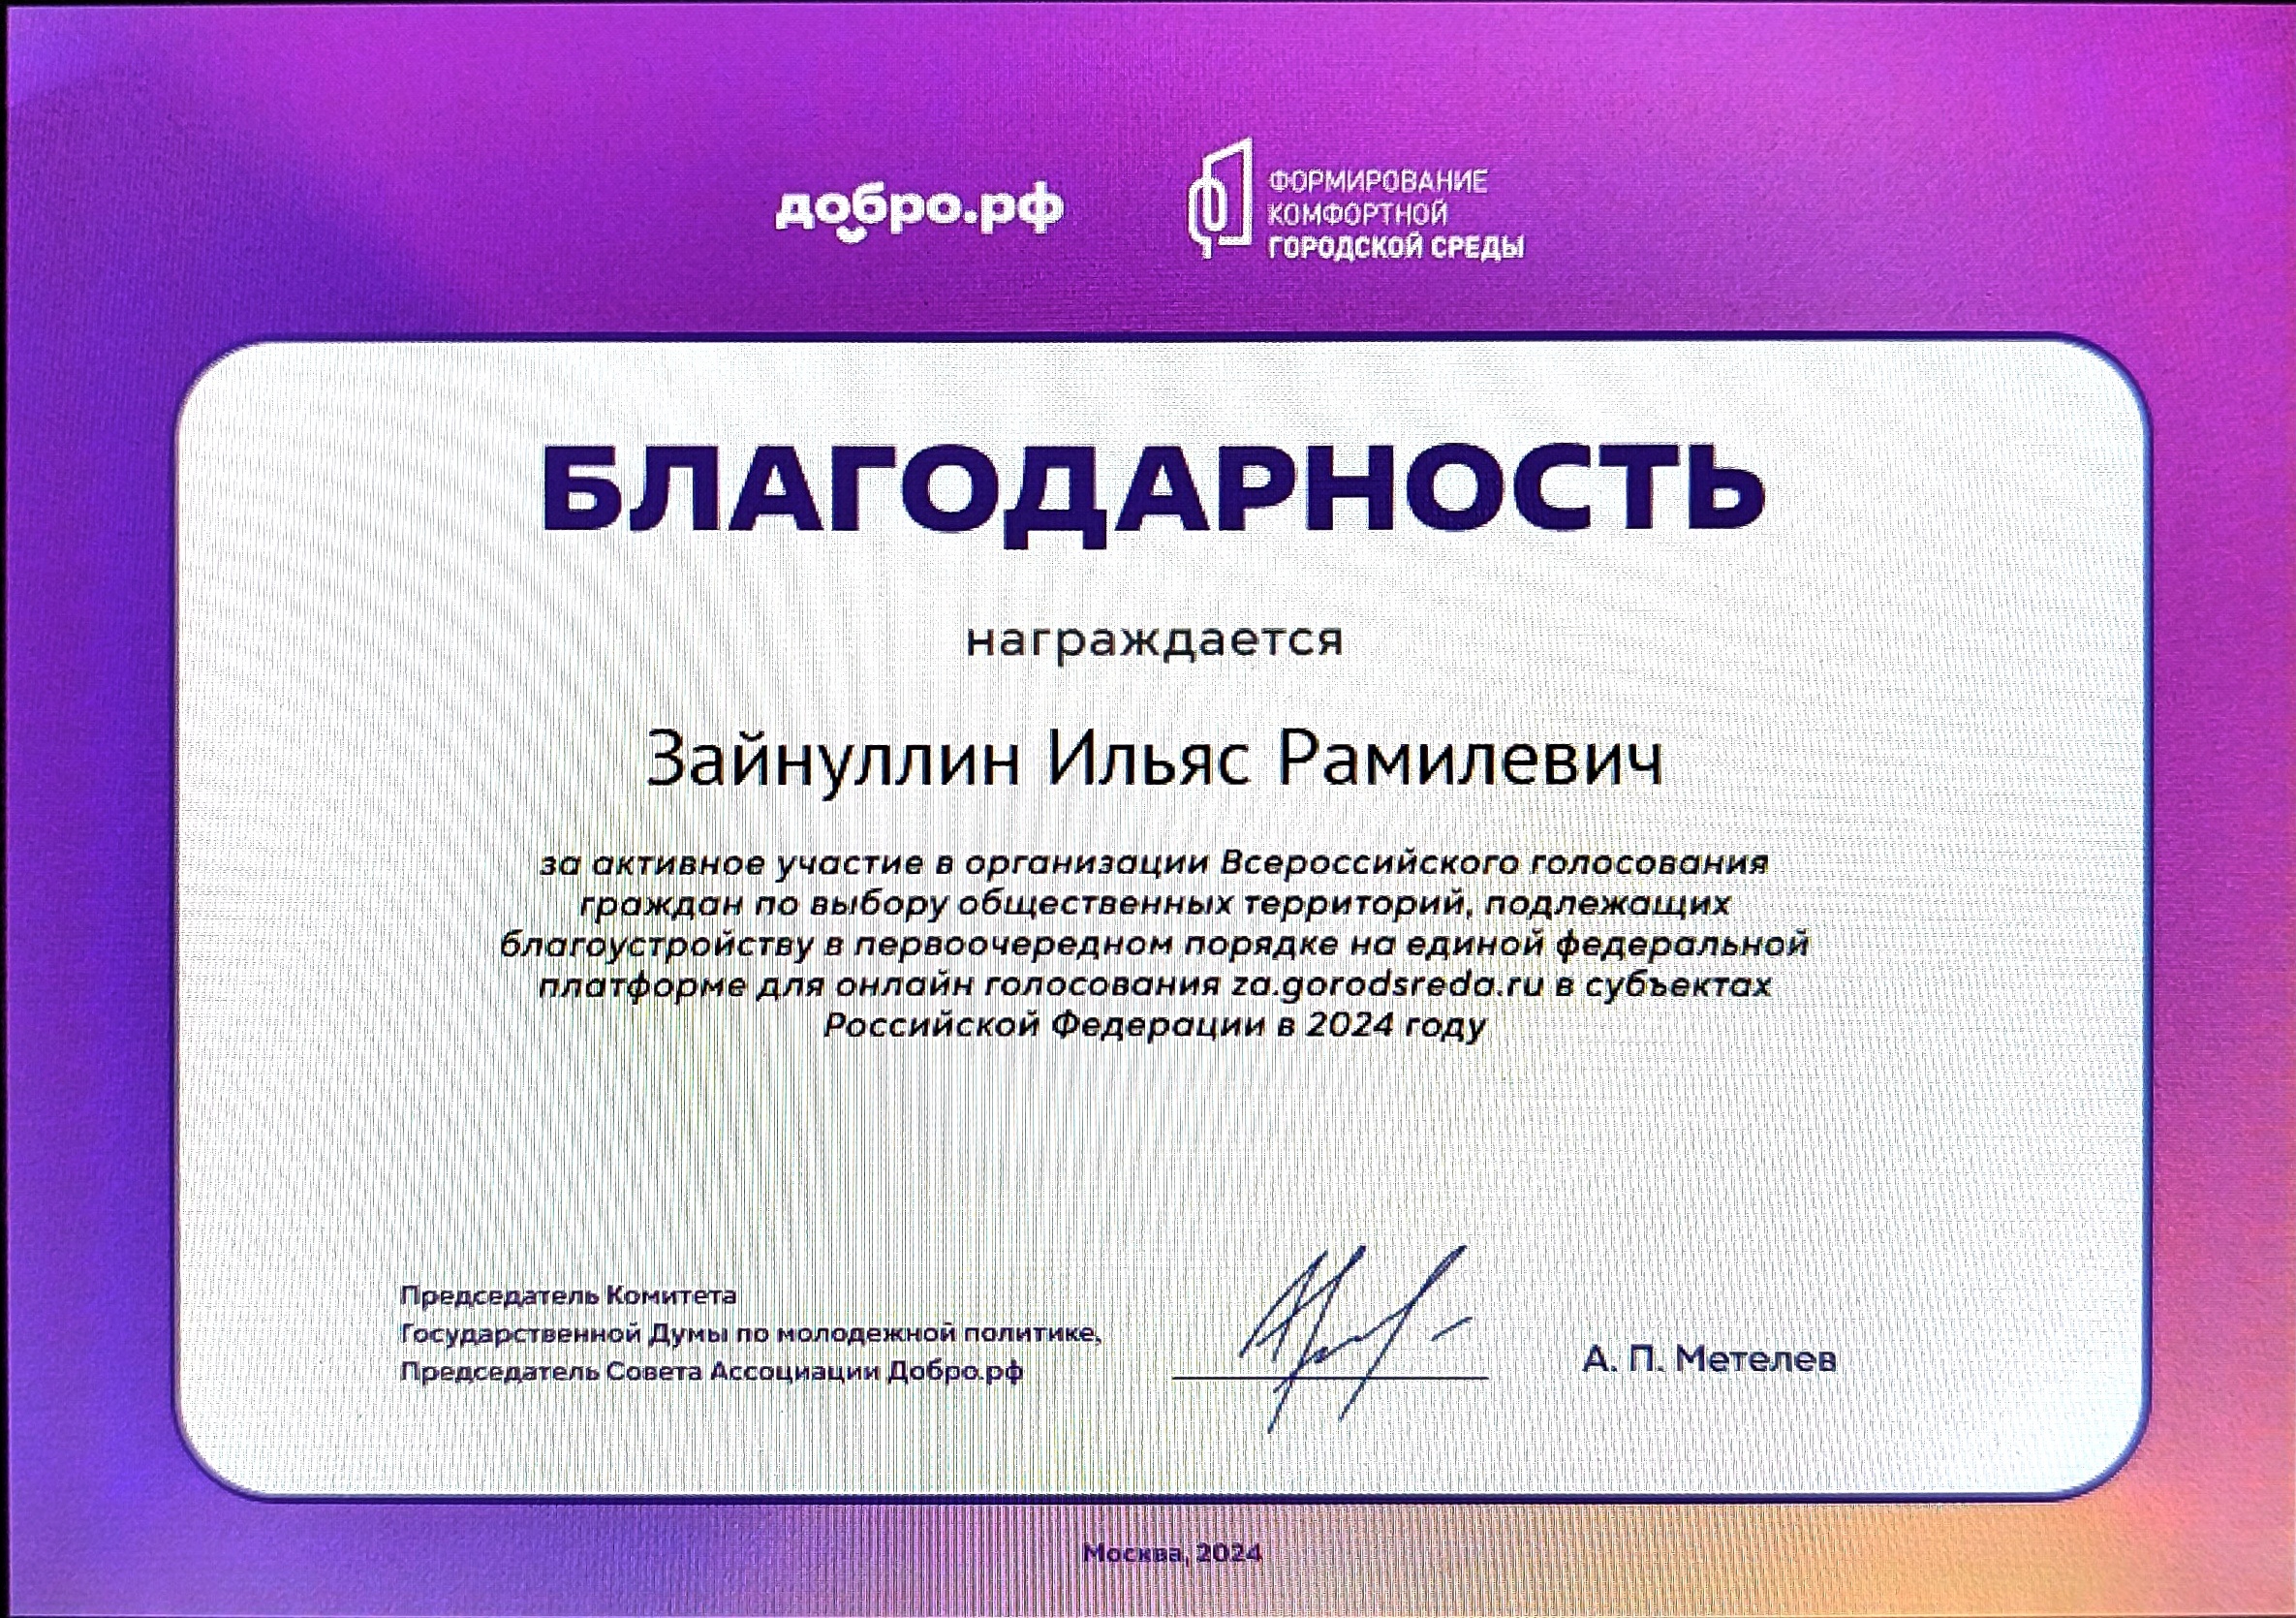 добро.рф
ФОРМИРОВАНИЕ
КОМФОРТНОЙ
ГОРОДСКОЙ СРЕДЫ
БЛАГОДАРНОСТЬ
награждается
Зайнуллин Ильяс Рамилевич
за активное участие в организации Всероссийского голосования
граждан по выбору общественных территорий, подлежащих
благоустройству в первоочередном порядке на единой федеральной
платформе для онлайн голосования za.gorodsreda.ru в субъектах
Российской Федерации в 2024 году
Председатель Комитета
Государственной Думы по молодежной политике,
Председатель Совета Ассоциации Добро.рф
А. П. Метелев
Москва, 2024